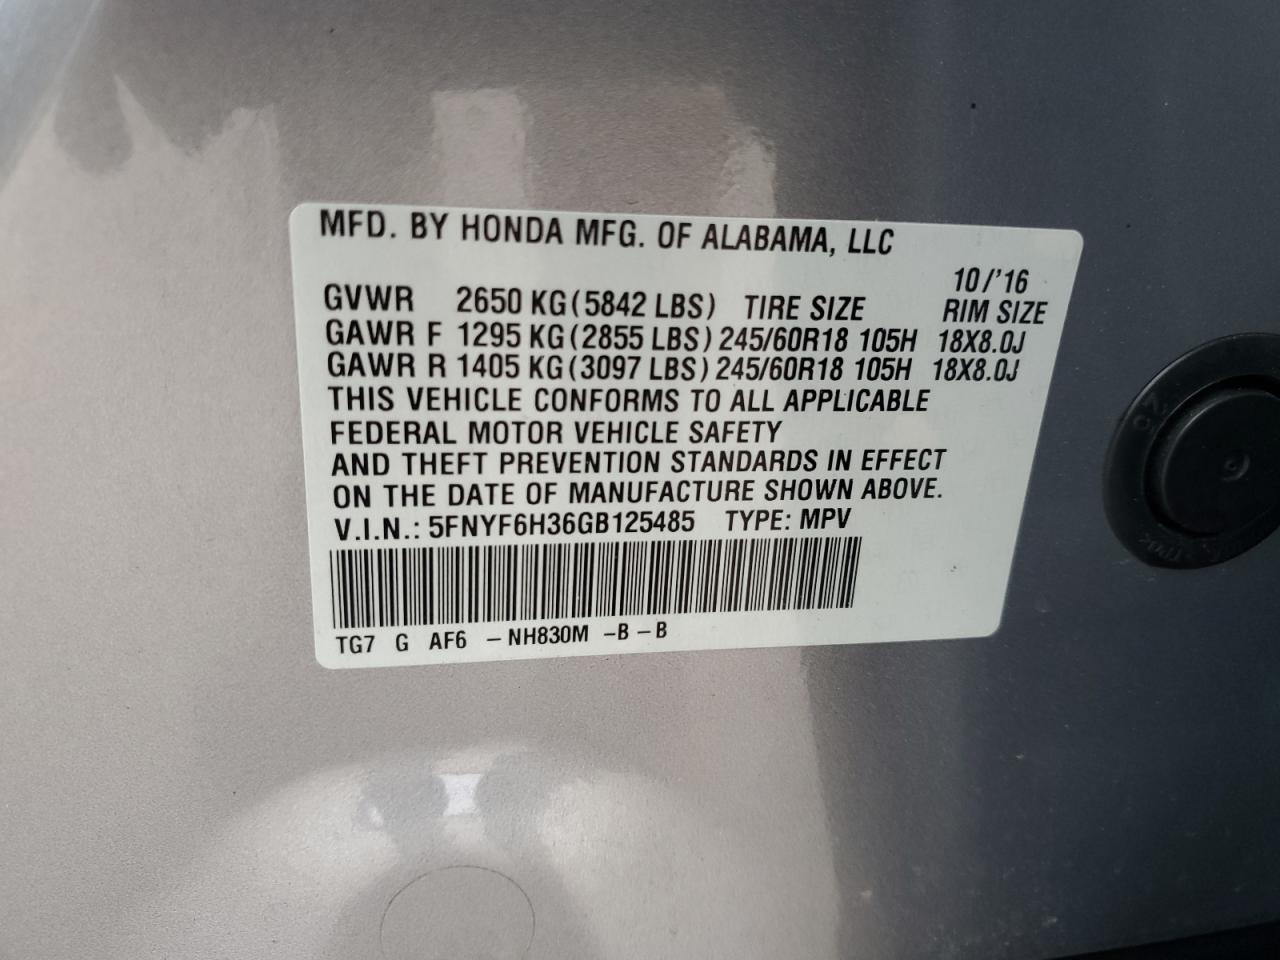 MFD. BY HONDA MFG. OF ALABAMA, LLC
10/'16
GVWR 2650 KG (5842 LBS) TIRE SIZE RIM SIZE
GAWR F 1295 KG (2855 LBS) 245/60R18 105H 18X8.0J
GAWR R 1405 KG (3097 LBS) 245/60R18 105H 18X8.0J
THIS VEHICLE CONFORMS TO ALL APPLICABLE
FEDERAL MOTOR VEHICLE SAFETY
AND THEFT PREVENTION STANDARDS IN EFFECT
ON THE DATE OF MANUFACTURE SHOWN ABOVE.
V.I.N.: 5FNYF6H36GB125485 TYPE: MPV
TG7 G AF6 -NH830M -B-B